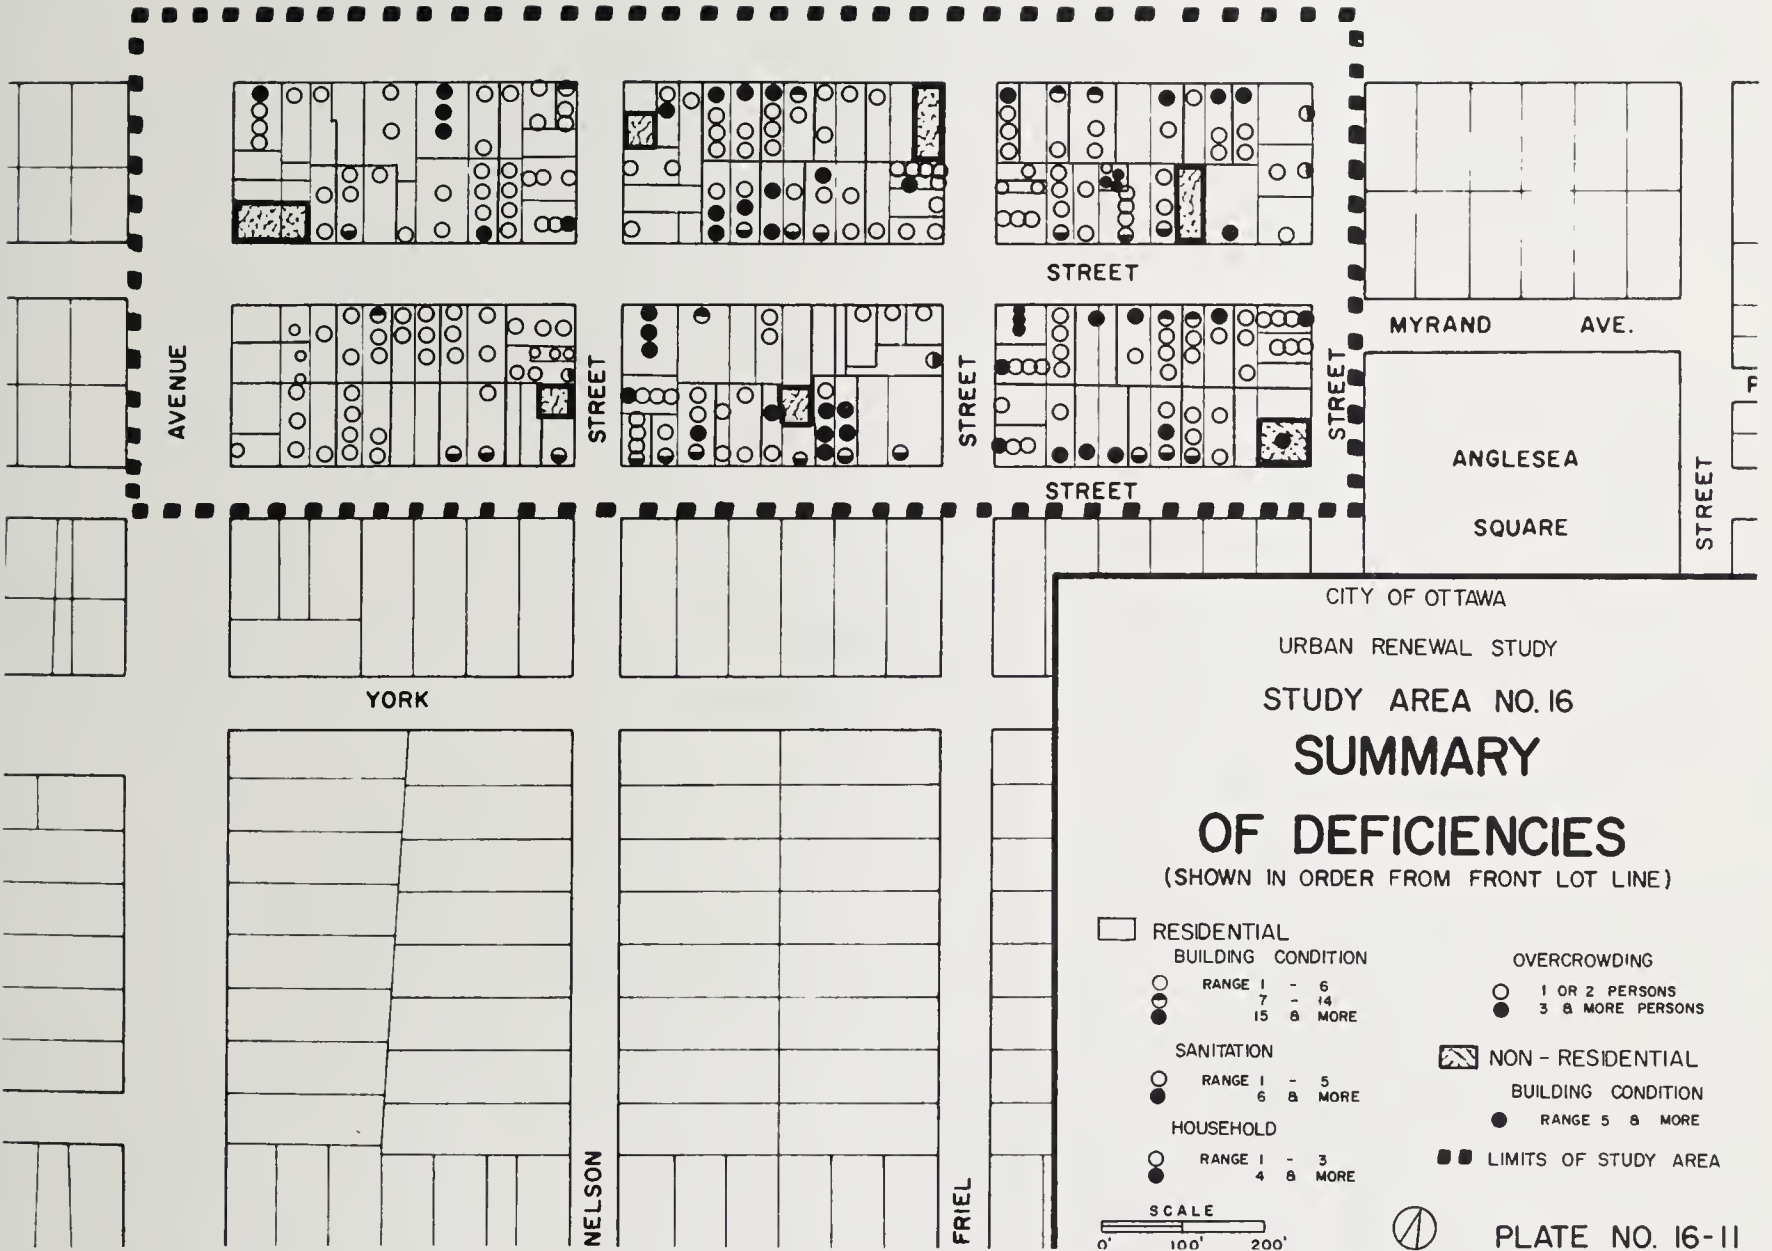 STREET
MYRAND AVE.
AVENUE
STREET
STREET
STREET
ANGLESEA
SQUARE
STREET
STREET
YORK
NELSON
FRIEL
CITY OF OTTAWA
URBAN RENEWAL STUDY
STUDY AREA NO. 16
SUMMARY
OF DEFICIENCIES
(SHOWN IN ORDER FROM FRONT LOT LINE)
RESIDENTIAL
BUILDING CONDITION
RANGE 1 - 6
7 - 14
15 & MORE
SANITATION
RANGE 1 - 5
6 & MORE
HOUSEHOLD
RANGE 1 - 3
4 & MORE
OVERCROWDING
1 OR 2 PERSONS
3 & MORE PERSONS
NON - RESIDENTIAL
BUILDING CONDITION
RANGE 5 & MORE
LIMITS OF STUDY AREA
SCALE
0' 100' 200'
PLATE NO. 16-11